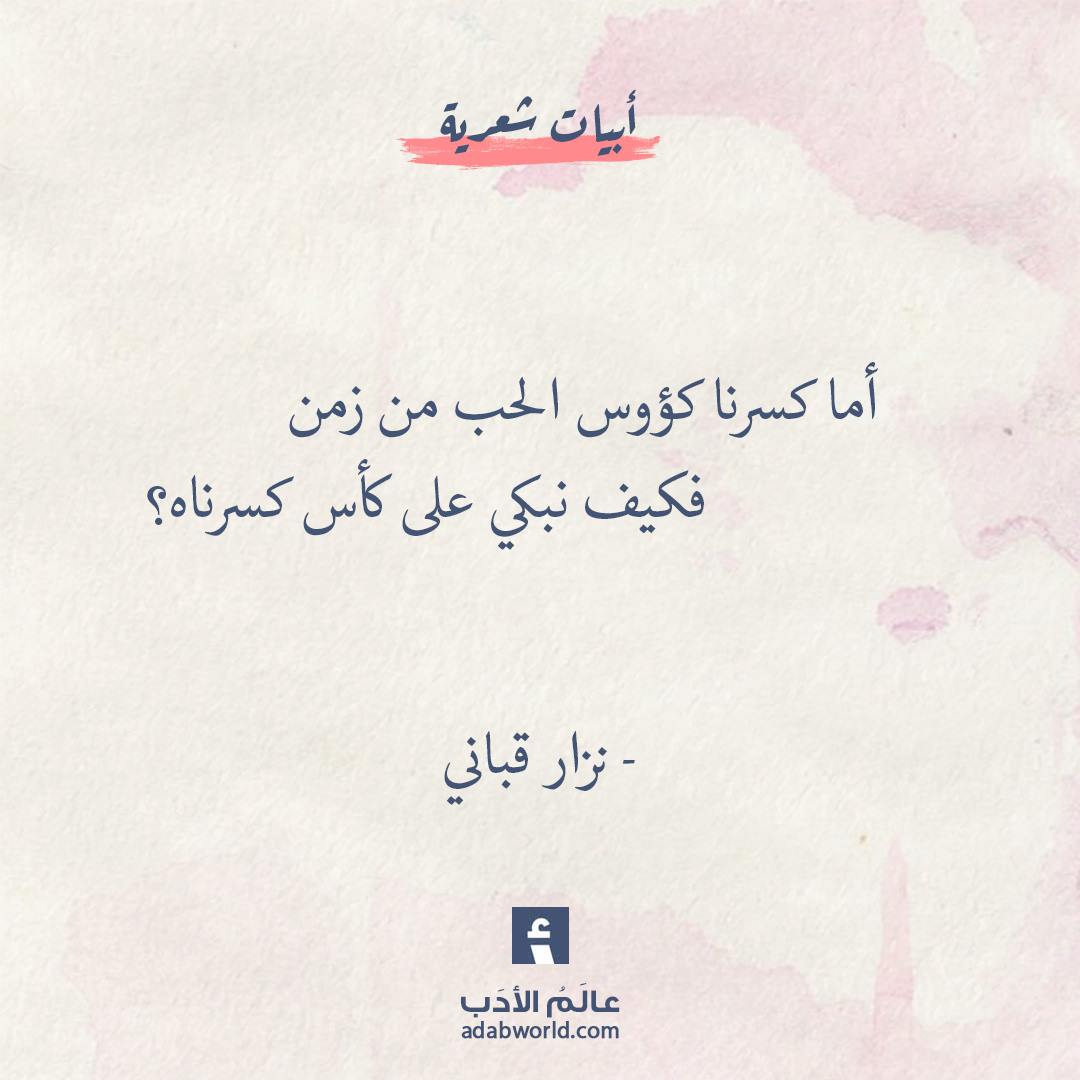 أبيات شعرية
أما كسرنا كؤوس الحب من زمن
فكيف نبكي على كأس كسرناه؟
- نزار قباني
أ
عالَمُ الأدَب
adabworld.com